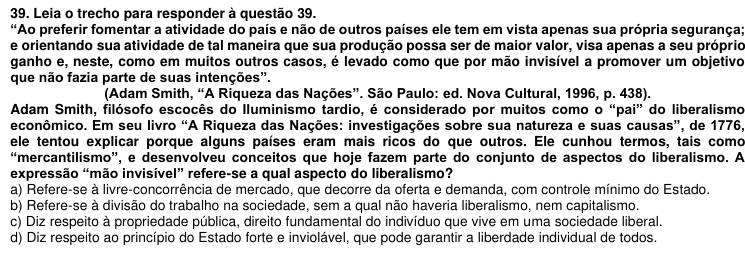 39. Leia o trecho para responder à questão 39.
“Ao preferir fomentar a atividade do país e não de outros países ele tem em vista apenas sua própria segurança;
e orientando sua atividade de tal maneira que sua produção possa ser de maior valor, visa apenas a seu próprio
ganho e, neste, como em muitos outros casos, é levado como que por mão invisível a promover um objetivo
que não fazia parte de suas intenções”.
(Adam Smith, “A Riqueza das Nações”. São Paulo: ed. Nova Cultural, 1996, p. 438).
Adam Smith, filósofo escocês do Iluminismo tardio, é considerado por muitos como o “pai” do liberalismo
econômico. Em seu livro “A Riqueza das Nações: investigações sobre sua natureza e suas causas”, de 1776,
ele tentou explicar porque alguns países eram mais ricos do que outros. Ele cunhou termos, tais como
“mercantilismo”, e desenvolveu conceitos que hoje fazem parte do conjunto de aspectos do liberalismo. A
expressão “mão invisível” refere-se a qual aspecto do liberalismo?
a) Refere-se à livre-concorrência de mercado, que decorre da oferta e demanda, com controle mínimo do Estado.
b) Refere-se à divisão do trabalho na sociedade, sem a qual não haveria liberalismo, nem capitalismo.
c) Diz respeito à propriedade pública, direito fundamental do indivíduo que vive em uma sociedade liberal.
d) Diz respeito ao princípio do Estado forte e inviolável, que pode garantir a liberdade individual de todos.